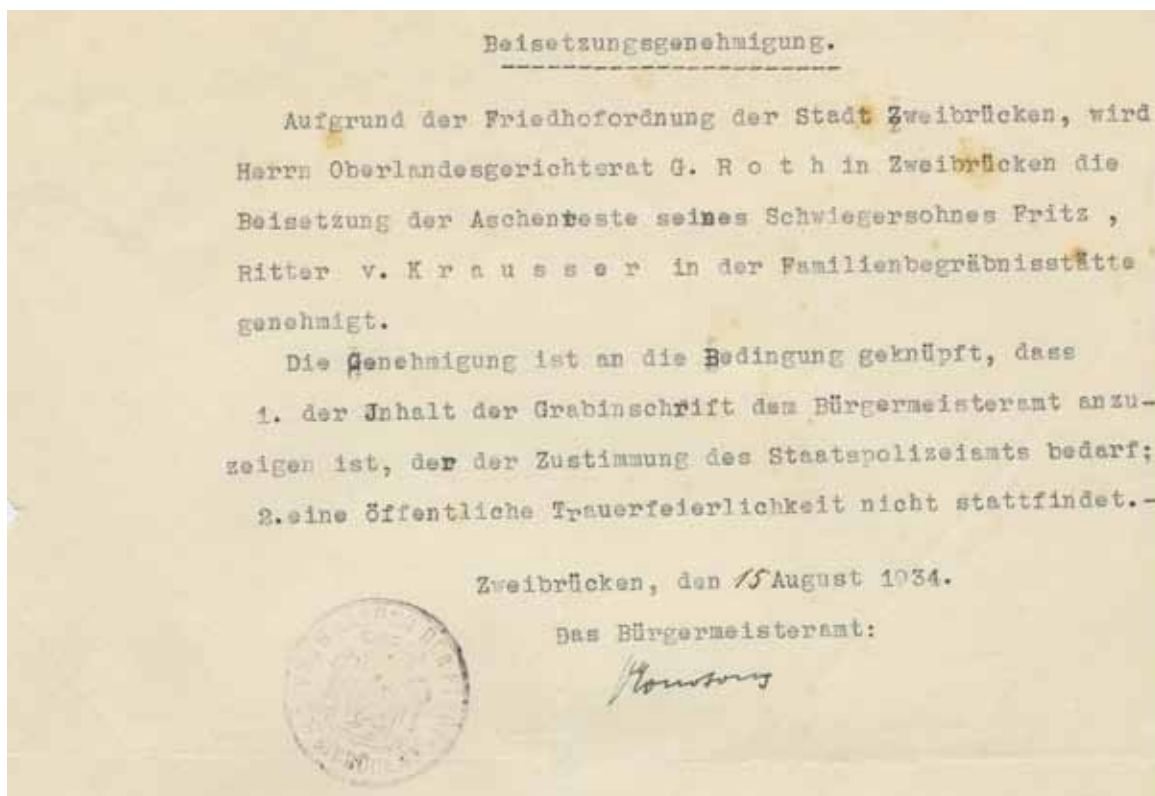 Beisetzungsgenehmigung.
Aufgrund der Friedhofordnung der Stadt Zweibrücken, wird
Herrn Oberlandesgerichtsrat G. R o t h in Zweibrücken die
Beisetzung der Aschenreste seines Schwiegersohnes Fritz ,
Ritter v. K r a u s s e r in der Familienbegräbnisstätte
genehmigt.
Die Genehmigung ist an die Bedingung geknüpft, dass
1. der Jnhalt der Grabinschrift dem Bürgermeisteramt anzu-
zeigen ist, der der Zustimmung des Staatspolizeiamts bedarf;
2.eine öffentliche Trauerfeierlichkeit nicht stattfindet.-
Zweibrücken, den 15 August 1934.
Das Bürgermeisteramt: